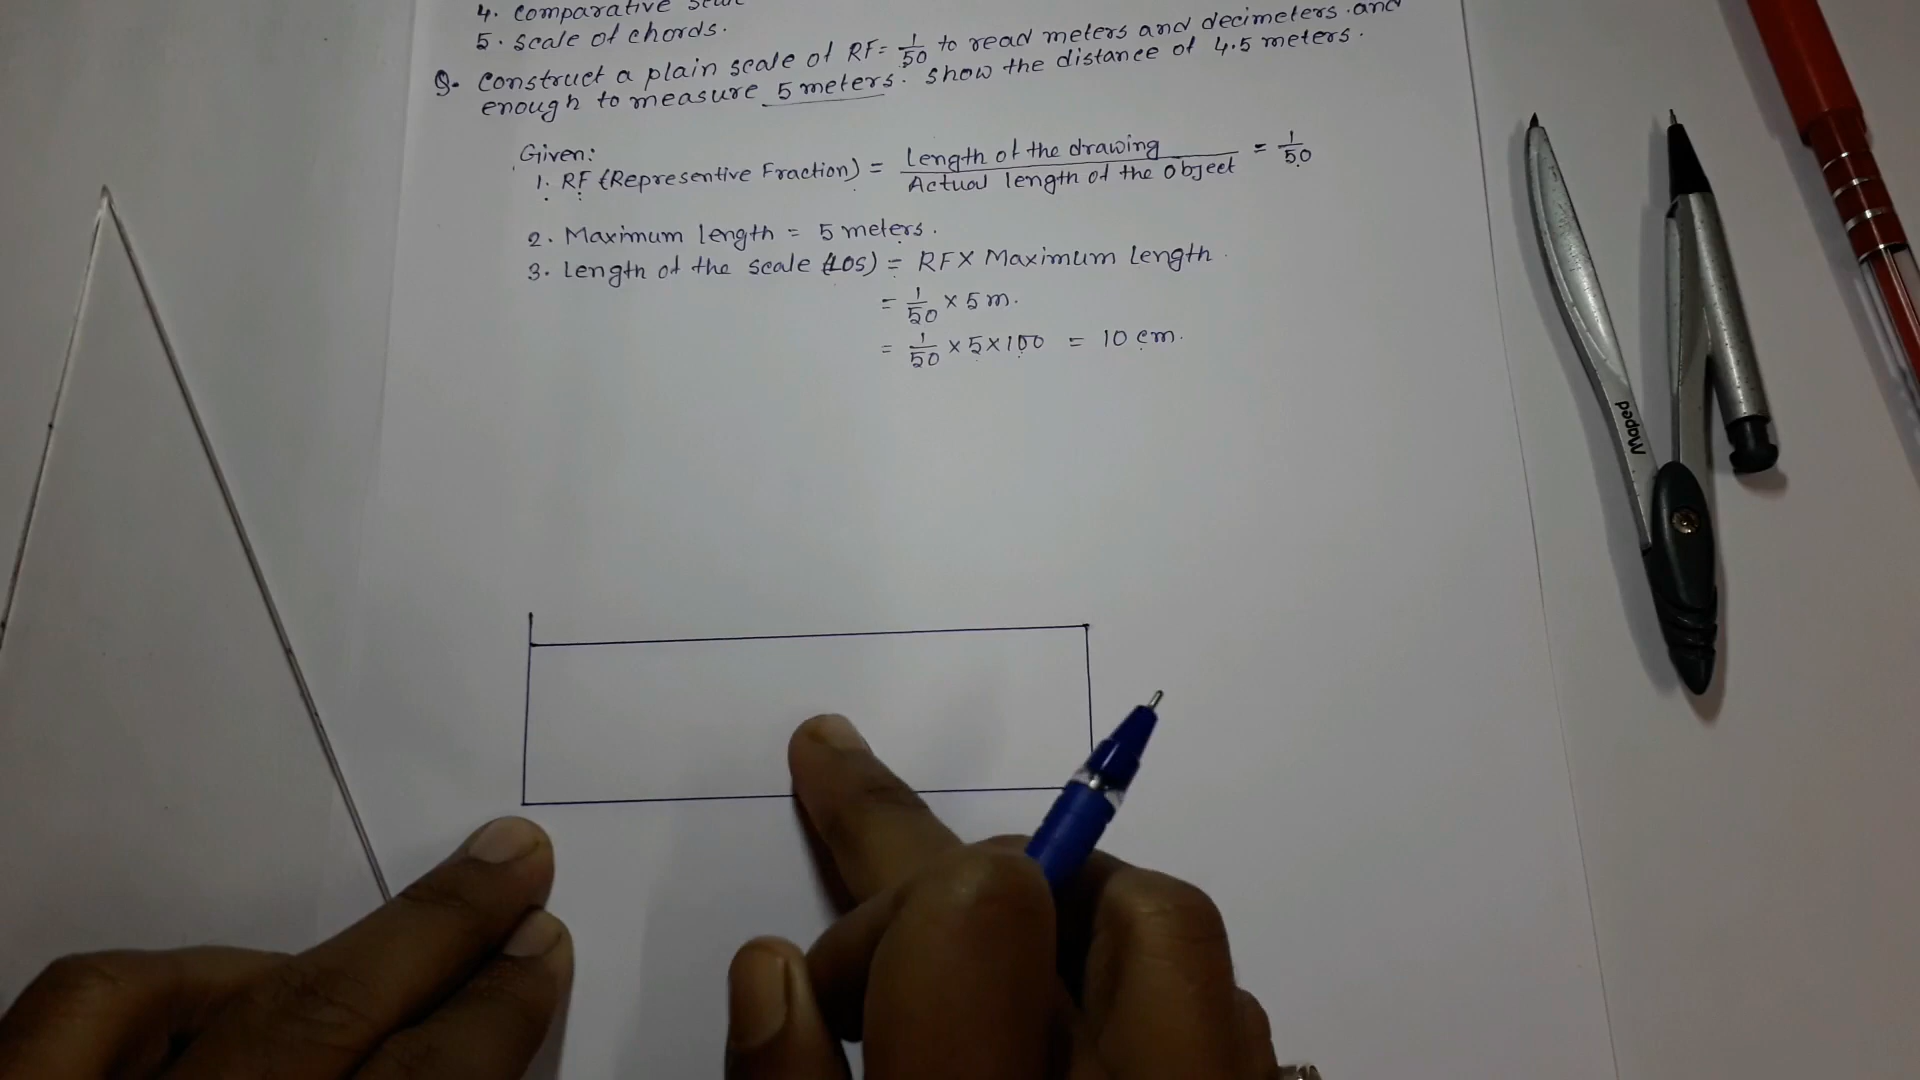 4. comparative
5. scale of chords.
Q. Construct a plain scale of RF = 1/50 to read meters and decimeters and
enough to measure 5 meters. Show the distance of 4.5 meters.
Given:
1. RF (Representive Fraction) = Length of the drawing / Actual length of the object = 1/50
2. Maximum length = 5 meters.
3. Length of the scale (LOS) = RF X Maximum Length.
= 1/50 × 5 m.
= 1/50 × 5 × 100 = 10 cm.
Maped